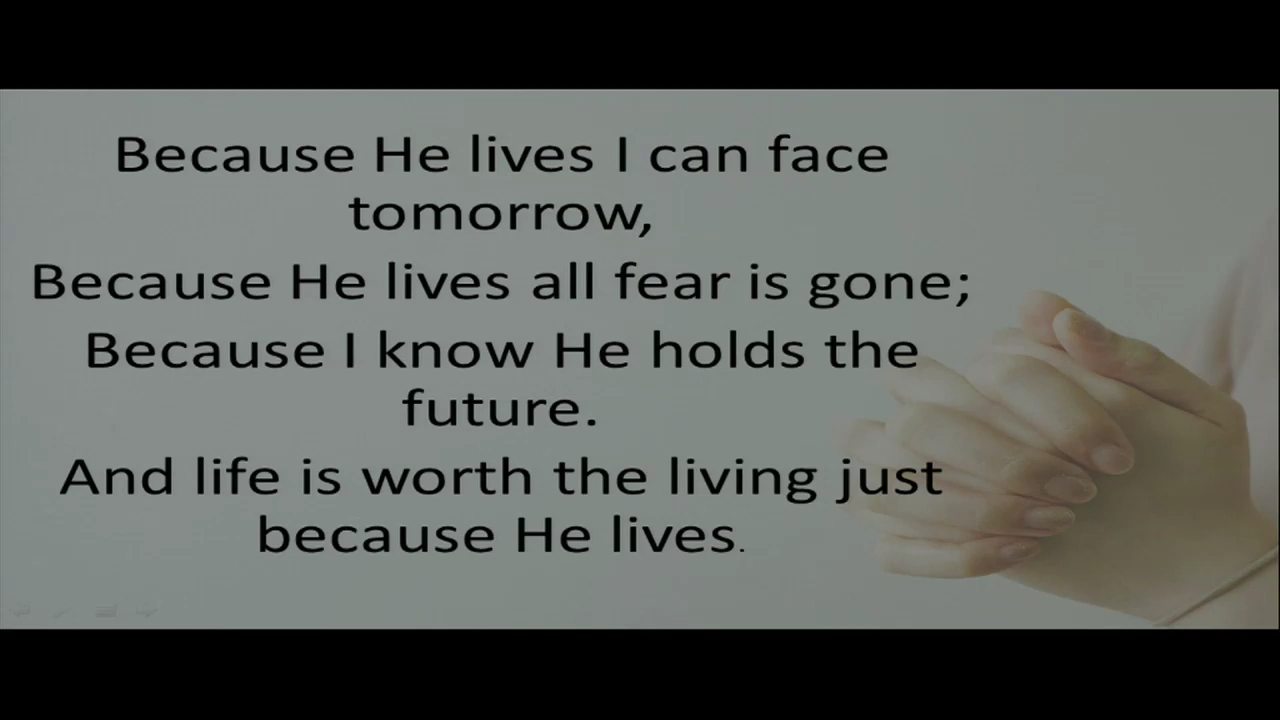 Because He lives I can face
tomorrow,
Because He lives all fear is gone;
Because I know He holds the
future.
And life is worth the living just
because He lives.